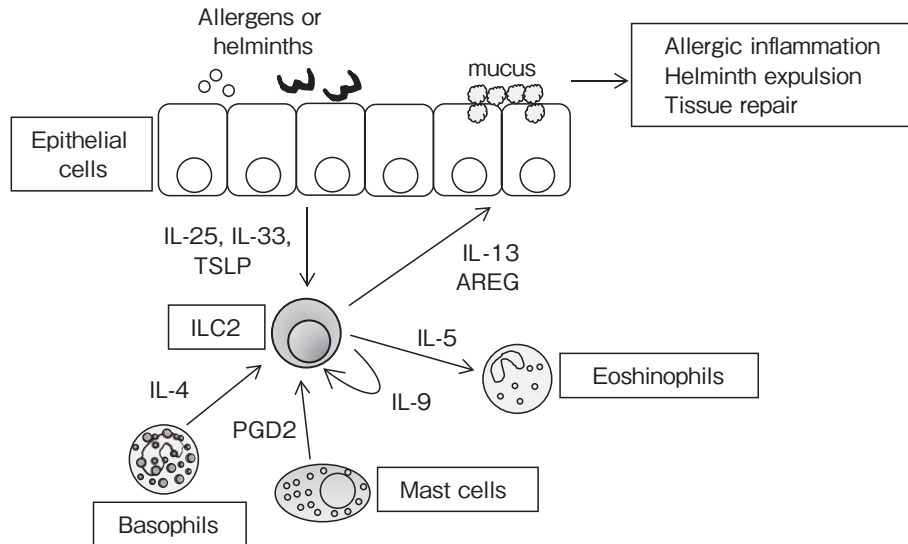 Allergens or
helminths
mucus
Allergic inflammation
Helminth expulsion
Tissue repair
Epithelial
cells
IL-25, IL-33,
TSLP
IL-13
AREG
ILC2
IL-5
Eoshinophils
IL-4
IL-9
PGD2
Mast cells
Basophils